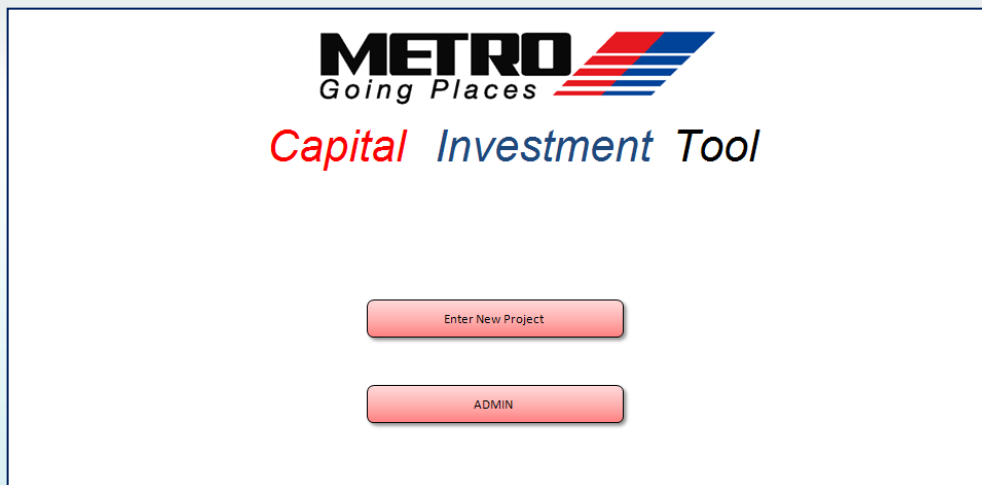 METRO
Going Places
Capital Investment Tool
Enter New Project
ADMIN